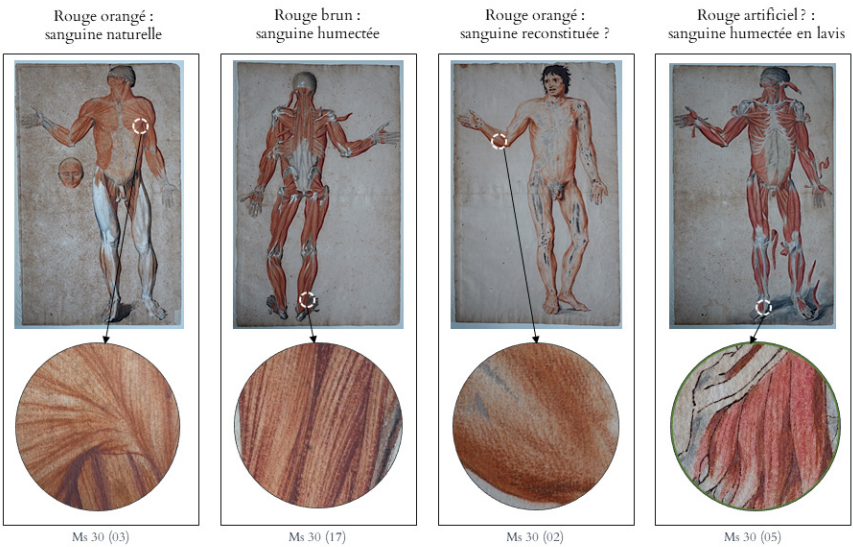 Rouge orangé :
sanguine naturelle
Rouge brun :
sanguine humectée
Rouge orangé :
sanguine reconstituée ?
Rouge artificiel ? :
sanguine humectée en lavis
Ms 30 (03)
Ms 30 (17)
Ms 30 (02)
Ms 30 (05)